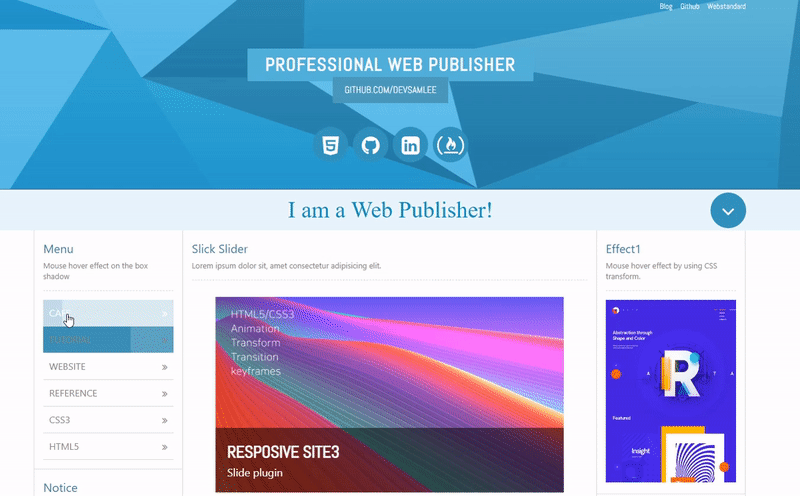 Blog Github Webstandard
PROFESSIONAL WEB PUBLISHER
GITHUB.COM/DEVSAMLEE
I am a Web Publisher!
Menu
Mouse hover effect on the box
shadow
TUTORIAL
WEBSITE
REFERENCE
CSS3
HTML5
Notice
Slick Slider
Lorem ipsum dolor sit, amet consectetur adipisicing elit.
HTML5/CSS3
Animation
Transform
Transition
keyframes
RESPOSIVE SITE3
Slide plugin
Effect1
Mouse hover effect by using CSS
transform.
Abstraction through
Shape and Color
R
Featured
Insight